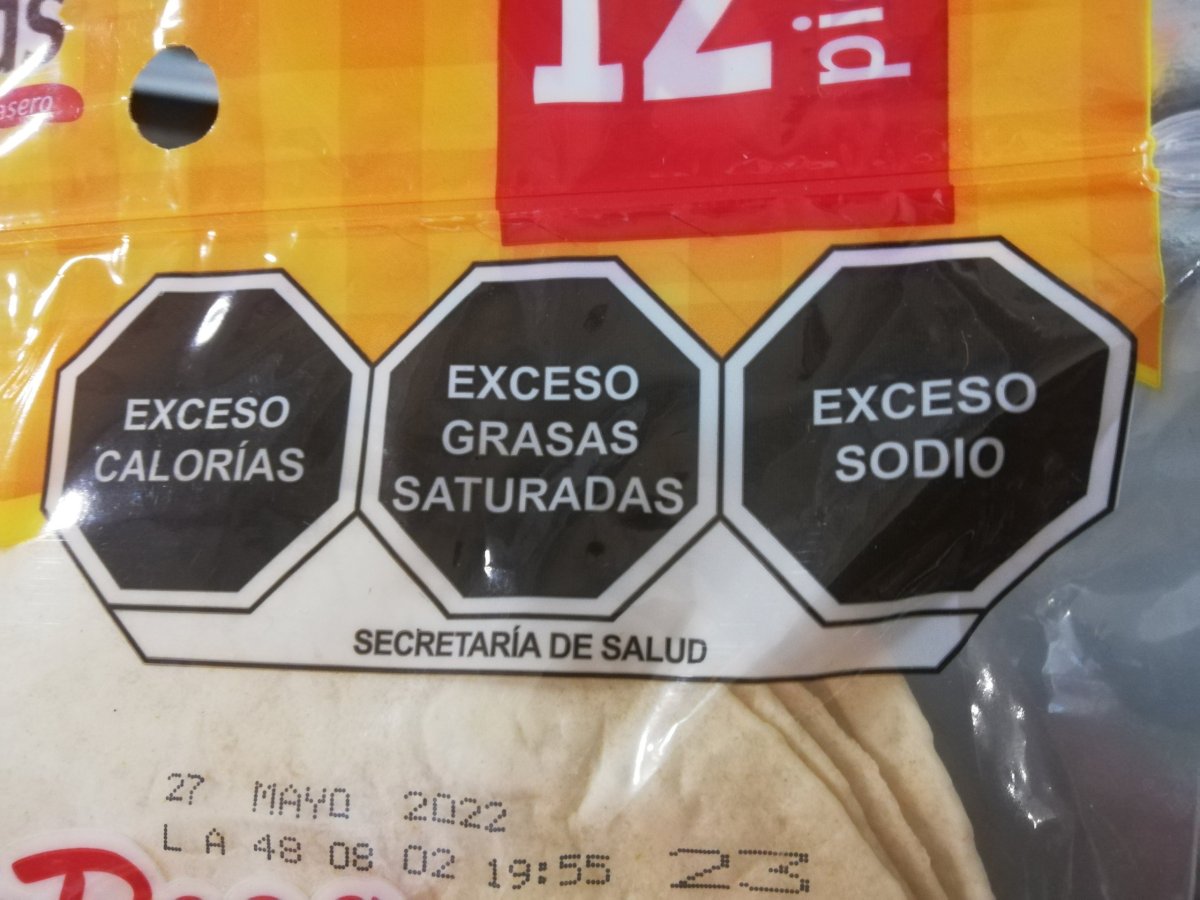 12
EXCESO
CALORÍAS
EXCESO
GRASAS
SATURADAS
EXCESO
SODIO
SECRETARÍA DE SALUD
27 MAYO 2022
LA 48 08 02 19:55 23